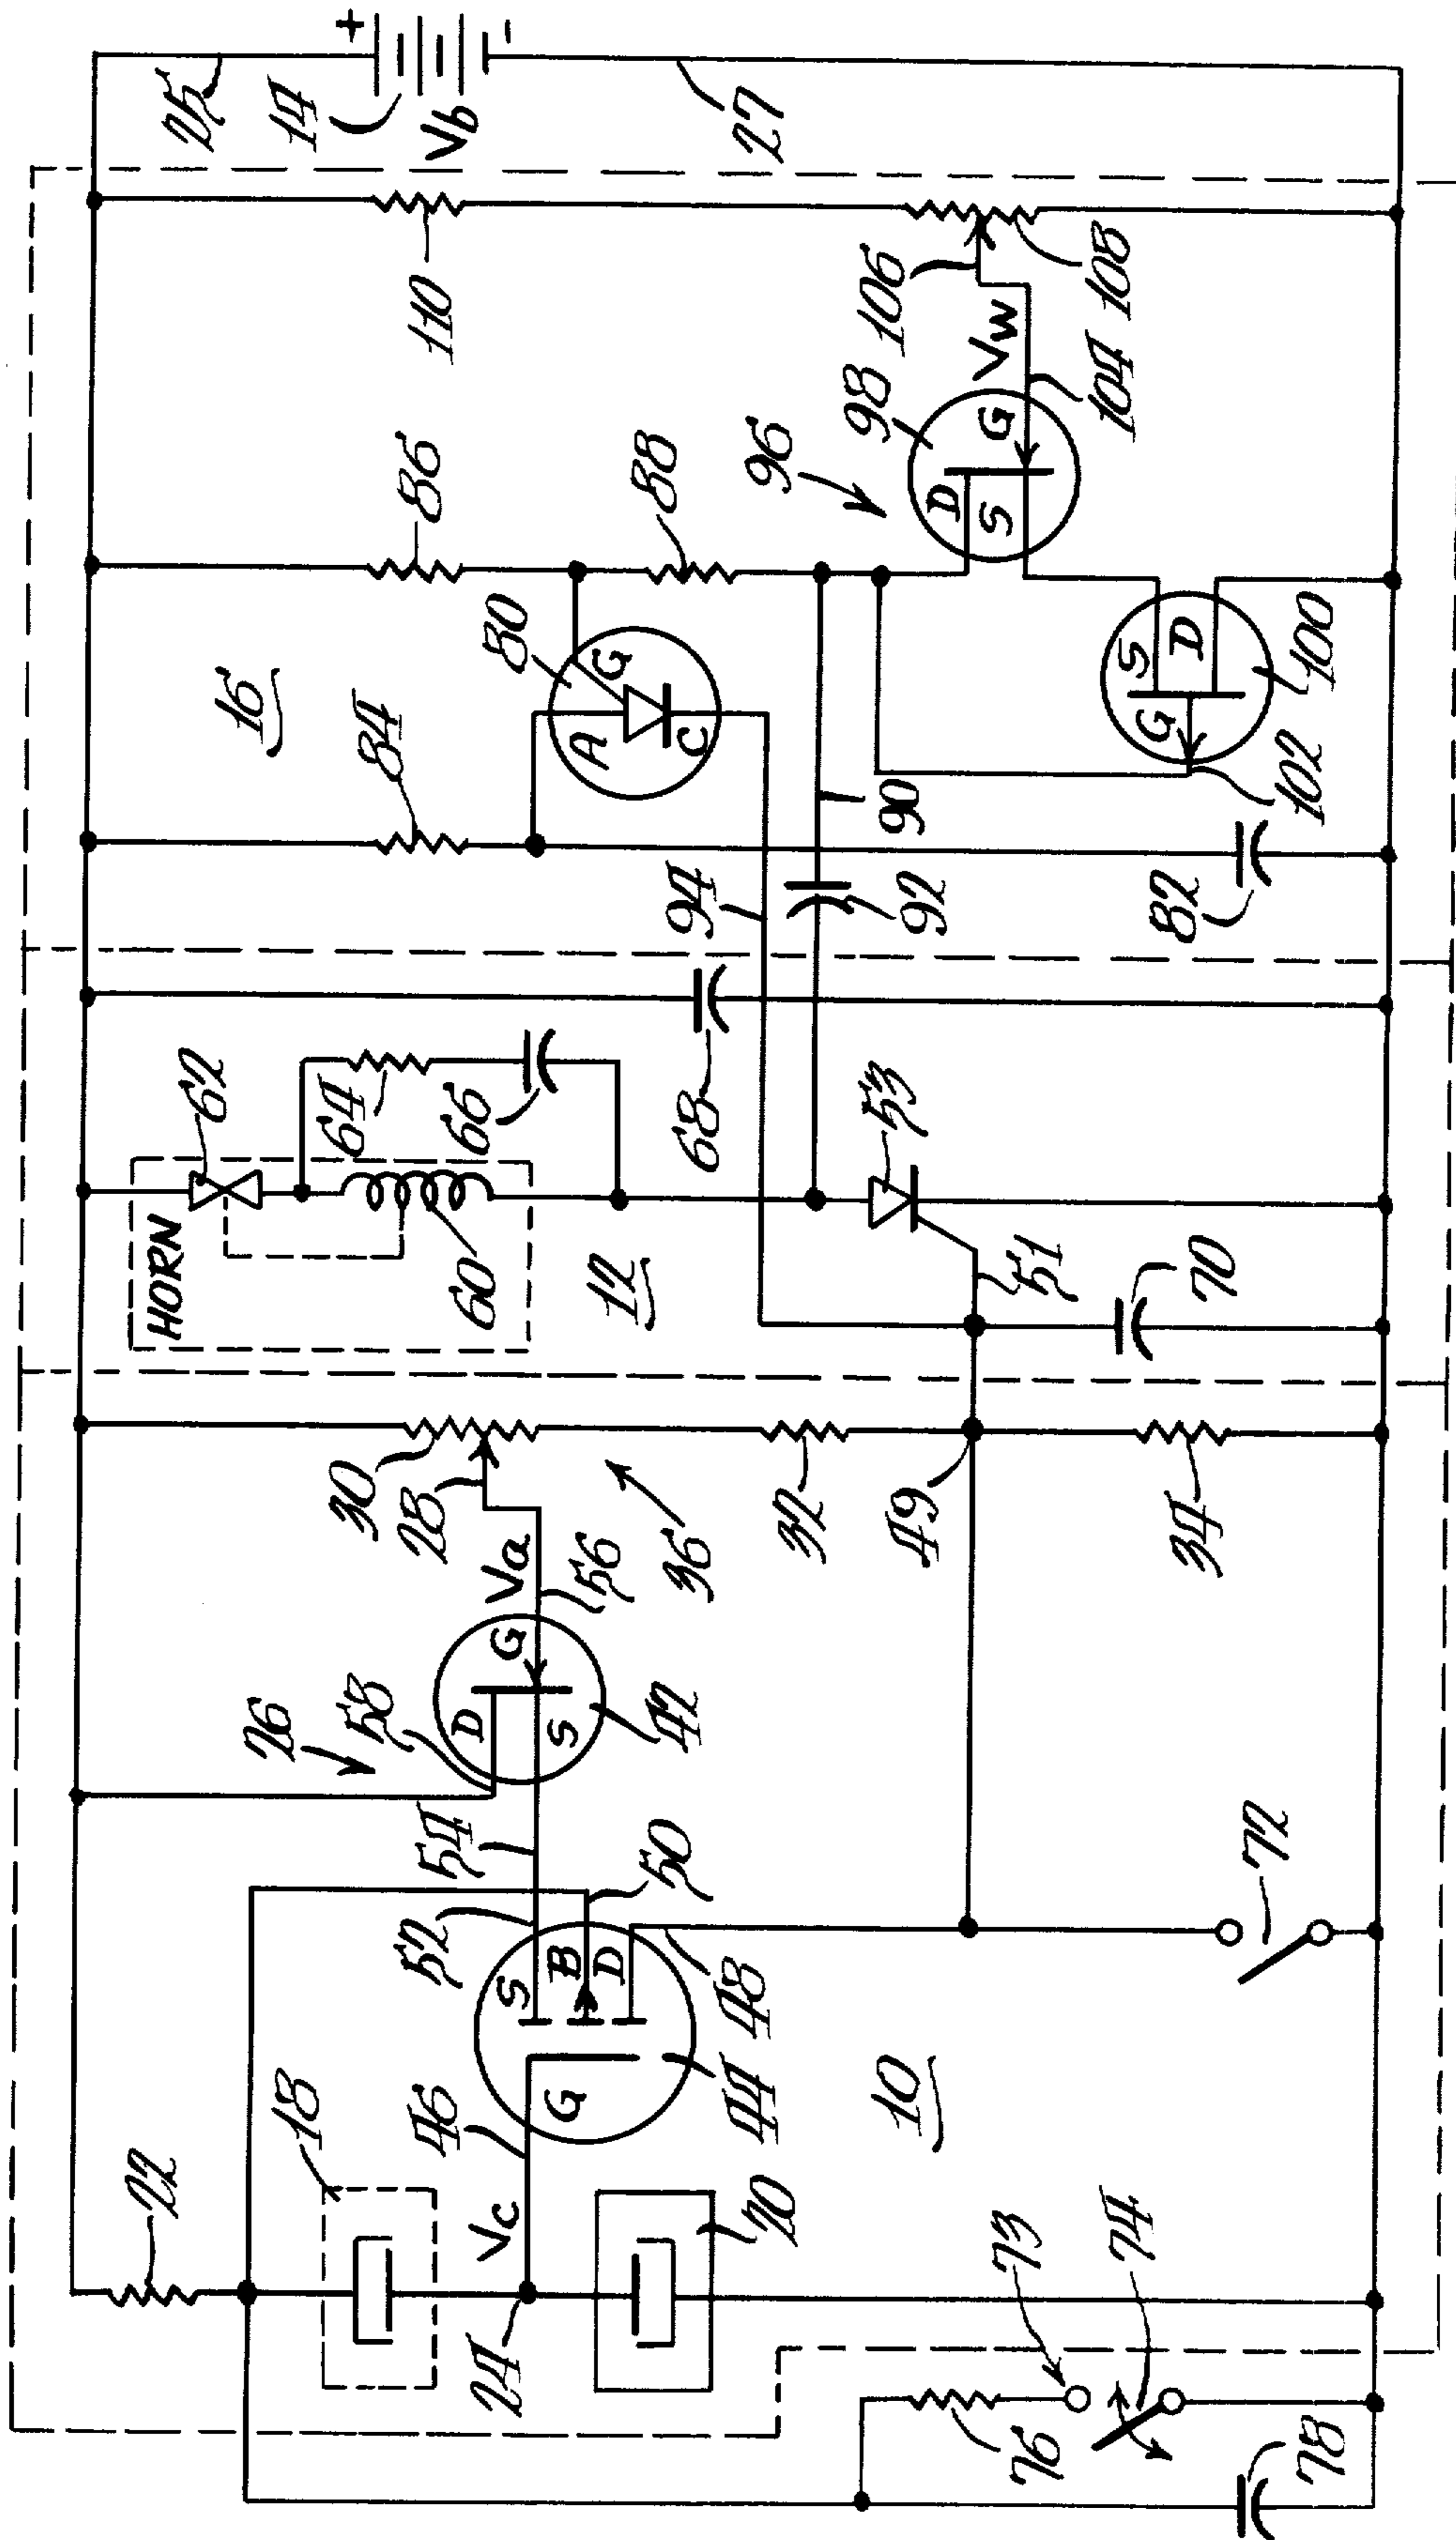 +
-
25
14
Vb
27
110
106
108
Vw
104
98
G
D
S
96
86
88
80
G
A
C
16
84
S
D
G
100
102
90
92
94
82
62
64
66
68
HORN
60
12
53
51
70
30
28
Va
56
36
32
49
34
26
58
D
G
S
42
54
52
50
S
B
D
G
48
44
46
72
10
22
18
Vc
20
24
73
74
76
78